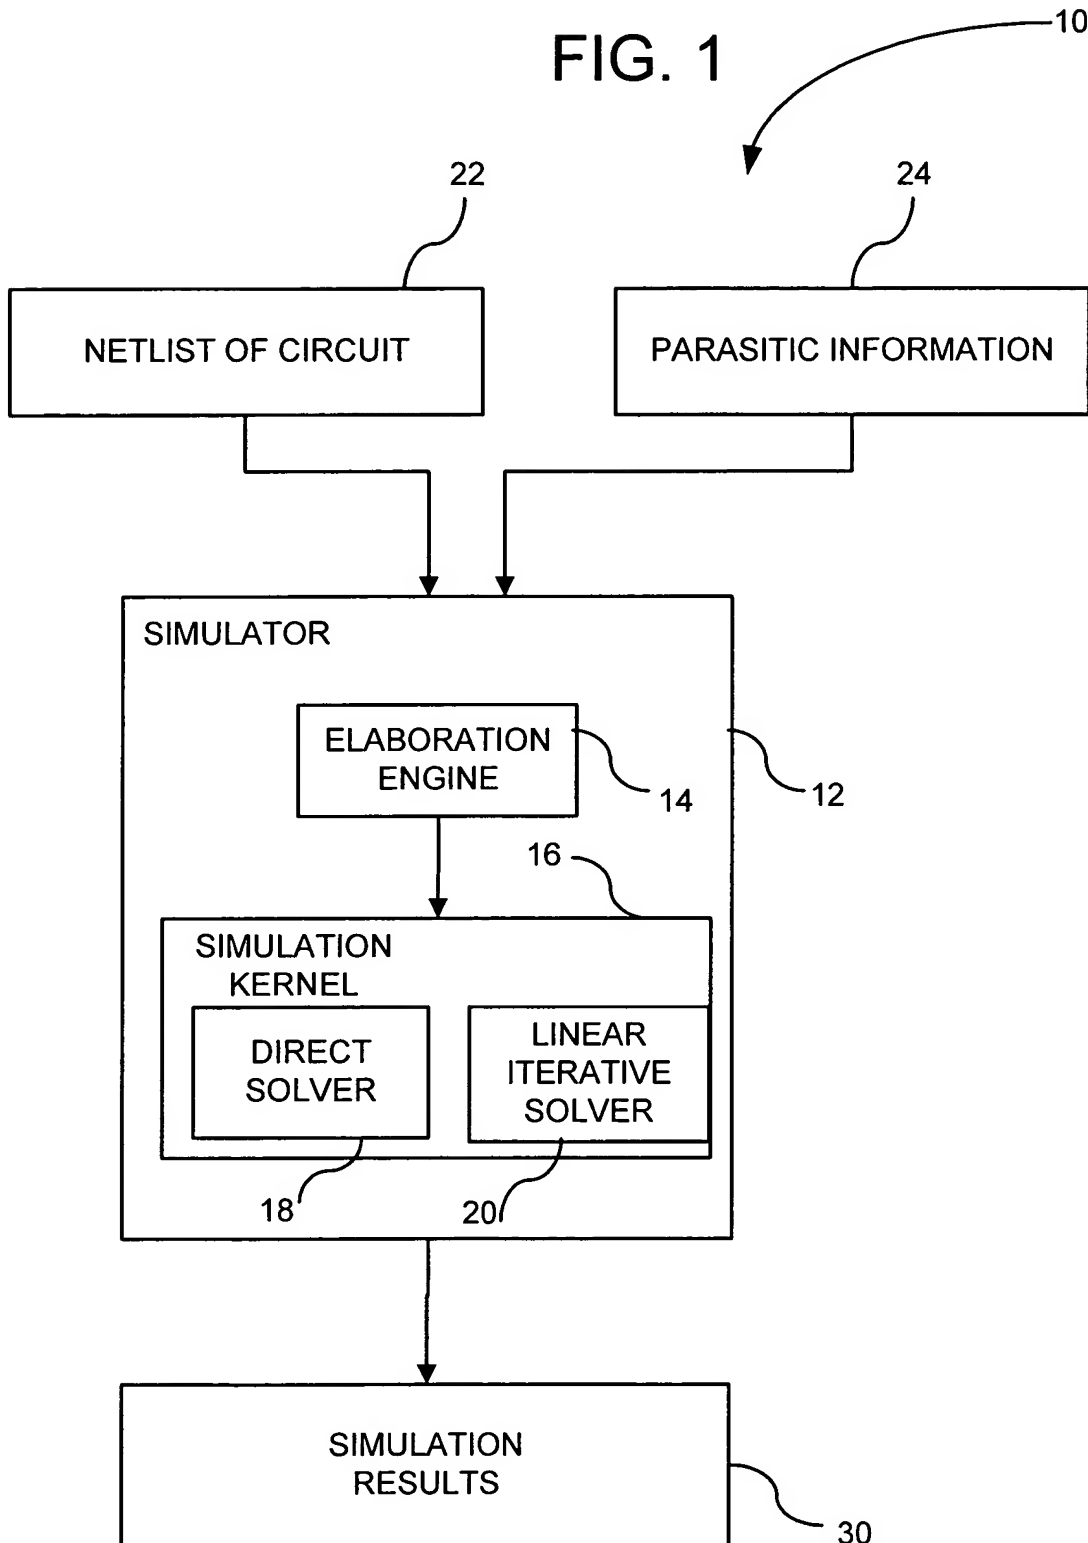 FIG. 1
10
22
24
NETLIST OF CIRCUIT
PARASITIC INFORMATION
SIMULATOR
ELABORATION
ENGINE
14
12
16
SIMULATION
KERNEL
DIRECT
SOLVER
LINEAR
ITERATIVE
SOLVER
18
20
SIMULATION
RESULTS
30